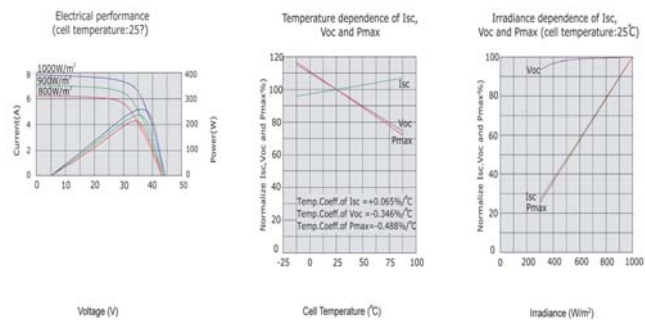 Electrical performance
(cell temperature:25?)
1000W/m²
900W/m²
800W/m²
8
6
4
2
0
Current(A)
400
300
200
100
0
Power(W)
0 10 20 30 40 50
Voltage (V)
Temperature dependence of Isc,
Voc and Pmax
120
100
80
60
40
20
0
Normalize Isc,Voc and Pmax(%)
Isc
Voc
Pmax
Temp.Coeff.of Isc =+0.065%/°C
Temp.Coeff.of Voc =-0.346%/°C
Temp.Coeff.of Pmax=-0.488%/°C
-25 0 25 50 75 100
Cell Temperature (°C)
Irradiance dependence of Isc,
Voc and Pmax (cell temperature:25°C)
100
80
60
40
20
0
Normalize Isc,Voc and Pmax(%)
Voc
Isc
Pmax
0 200 400 600 800 1000
Irradiance (W/m²)